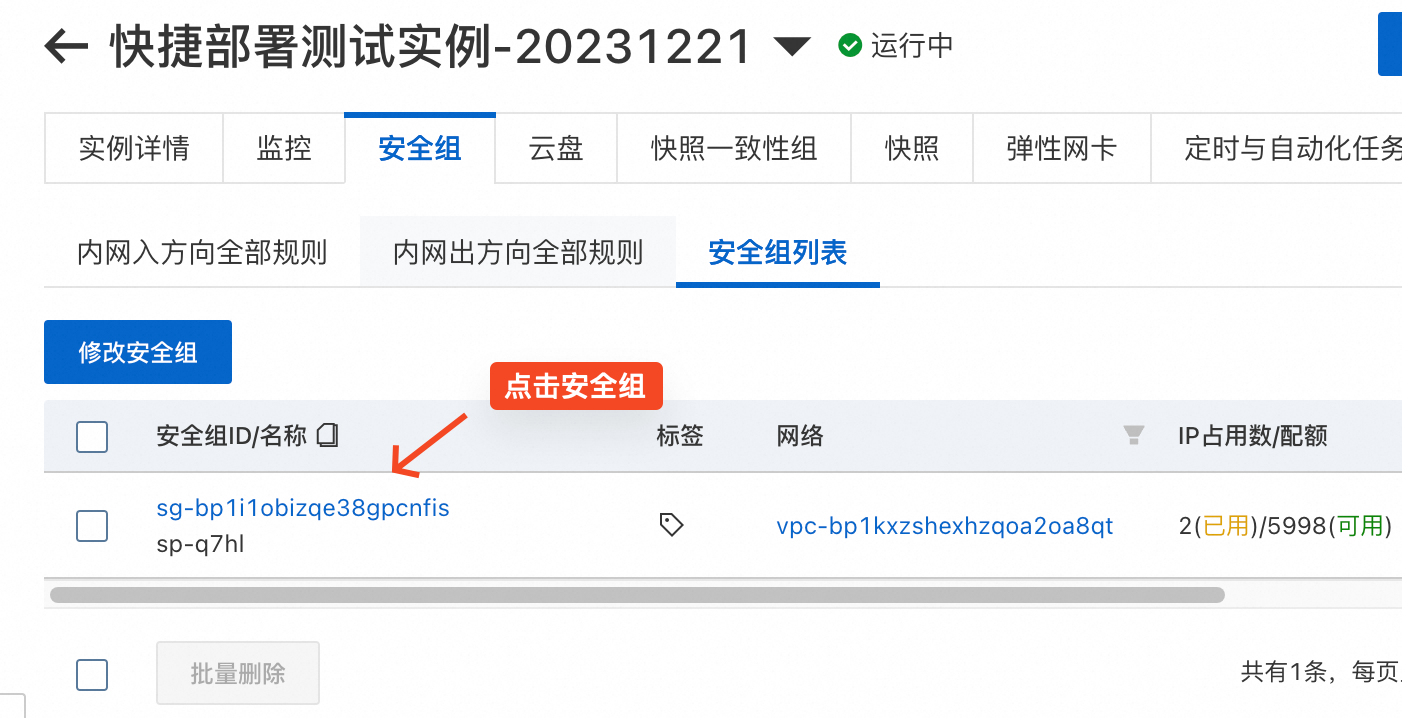 快捷部署测试实例-20231221 运行中
实例详情 监控 安全组 云盘 快照一致性组 快照 弹性网卡 定时与自动化任务
内网入方向全部规则 内网出方向全部规则 安全组列表
修改安全组
点击安全组
安全组ID/名称 标签 网络 IP占用数/配额
sg-bp1i1obizqe38gpcnfis
vpc-bp1kxzshexhzqoa2oa8qt 2(已用)/5998(可用)
sp-q7hl
批量删除 共有1条，每页